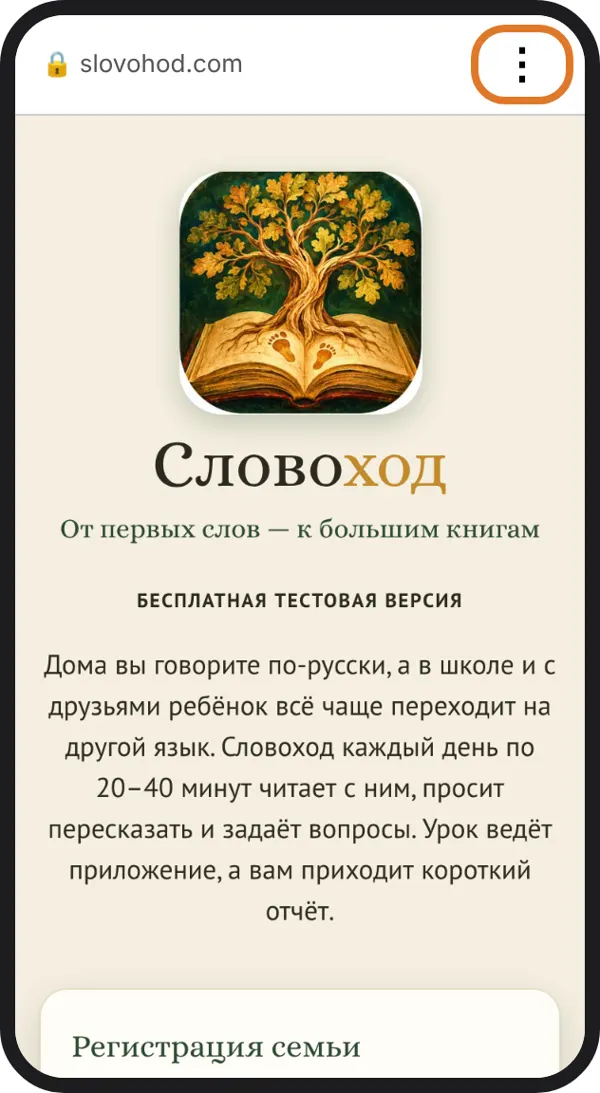 slovohod.com
Словоход
От первых слов — к большим книгам
БЕСПЛАТНАЯ ТЕСТОВАЯ ВЕРСИЯ
Дома вы говорите по-русски, а в школе и с
друзьями ребёнок всё чаще переходит на
другой язык. Словоход каждый день по
20–40 минут читает с ним, просит
пересказать и задаёт вопросы. Урок ведёт
приложение, а вам приходит короткий
отчёт.
Регистрация семьи